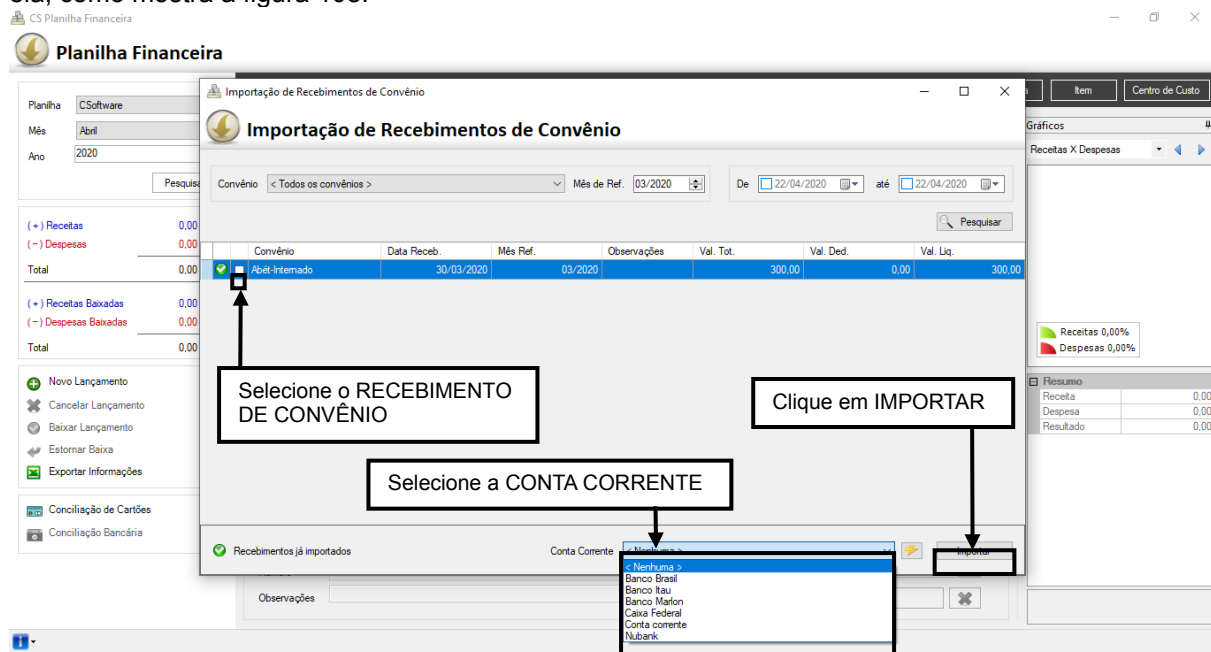 ela, como mostra a figura 108.
CS Planilha Financeira
Planilha Financeira
Planilha CSoftware
Mês Abril
Ano 2020
Pesquisa
(+) Receitas 0,00
(-) Despesas 0,00
Total 0,00
(+) Receitas Baixadas 0,00
(-) Despesas Baixadas 0,00
Total 0,00
Novo Lançamento
Cancelar Lançamento
Baixar Lançamento
Estornar Baixa
Exportar Informações
Conciliação de Cartões
Conciliação Bancária
Importação de Recebimentos de Convênio
Importação de Recebimentos de Convênio
Convênio < Todos os convênios > Mês de Ref. 03/2020 De 22/04/2020 até 22/04/2020
Pesquisar
Convênio Data Receb. Mês Ref. Observações Val. Tot. Val. Ded. Val. Liq.
Abét-Internado 30/03/2020 03/2020 300,00 0,00 300,00
Selecione o RECEBIMENTO
DE CONVÊNIO
Clique em IMPORTAR
Selecione a CONTA CORRENTE
Recebimentos já importados Conta Corrente < Nenhuma > Importar
< Nenhuma >
Banco Brasil
Banco Itau
Banco Marlon
Caixa Federal
Conta corrente
Nubank
Observações
Item Centro de Custo
Gráficos
Receitas X Despesas
Receitas 0,00%
Despesas 0,00%
Resumo
Receita 0,00
Despesa 0,00
Resultado 0,00